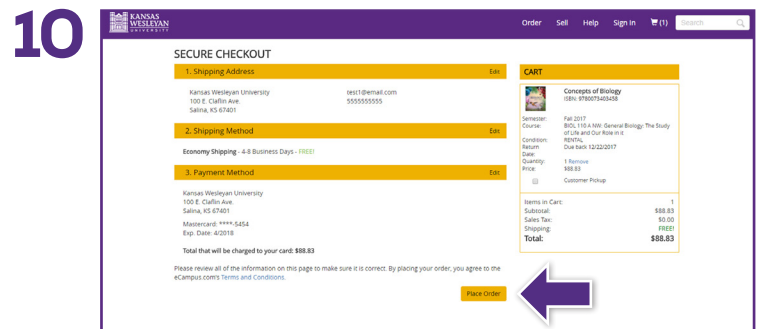 10
KANSAS
WESLEYAN
UNIVERSITY
Order Sell Help Sign In (1) Search
SECURE CHECKOUT
1. Shipping Address Edit
Kansas Wesleyan University test1@email.com
100 E. Claflin Ave. 5555555555
Salina, KS 67401
2. Shipping Method Edit
Economy Shipping - 4-8 Business Days - FREE!
3. Payment Method Edit
Kansas Wesleyan University
100 E. Claflin Ave.
Salina, KS 67401
Mastercard: ****-5454
Exp. Date: 4/2018
Total that will be charged to your card: $88.83
Please review all of the information on this page to make sure it is correct. By placing your order, you agree to the
eCampus.com's Terms and Conditions.
Place Order
CART
Concepts of Biology
ISBN: 9780073403458
Semester: Fall 2017
Course: BIOL 110 A NW: General Biology: The Study
of Life and Our Role in It
Condition: RENTAL
Return Due back 12/22/2017
Date:
Quantity: 1 Remove
Price: $88.83
Customer Pickup
Items in Cart: 1
Subtotal: $88.83
Sales Tax: $0.00
Shipping: FREE!
Total: $88.83